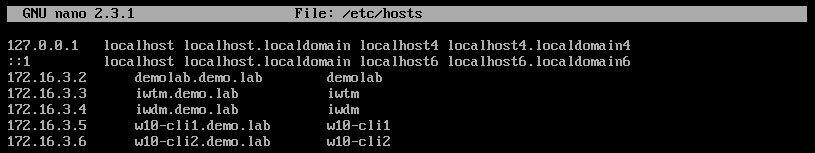 GNU nano 2.3.1 File: /etc/hosts
127.0.0.1 localhost localhost.localdomain localhost4 localhost4.localdomain4
::1 localhost localhost.localdomain localhost6 localhost6.localdomain6
172.16.3.2 demolab.demo.lab demolab
172.16.3.3 iwtm.demo.lab iwtm
172.16.3.4 iwdm.demo.lab iwdm
172.16.3.5 w10-cli1.demo.lab w10-cli1
172.16.3.6 w10-cli2.demo.lab w10-cli2